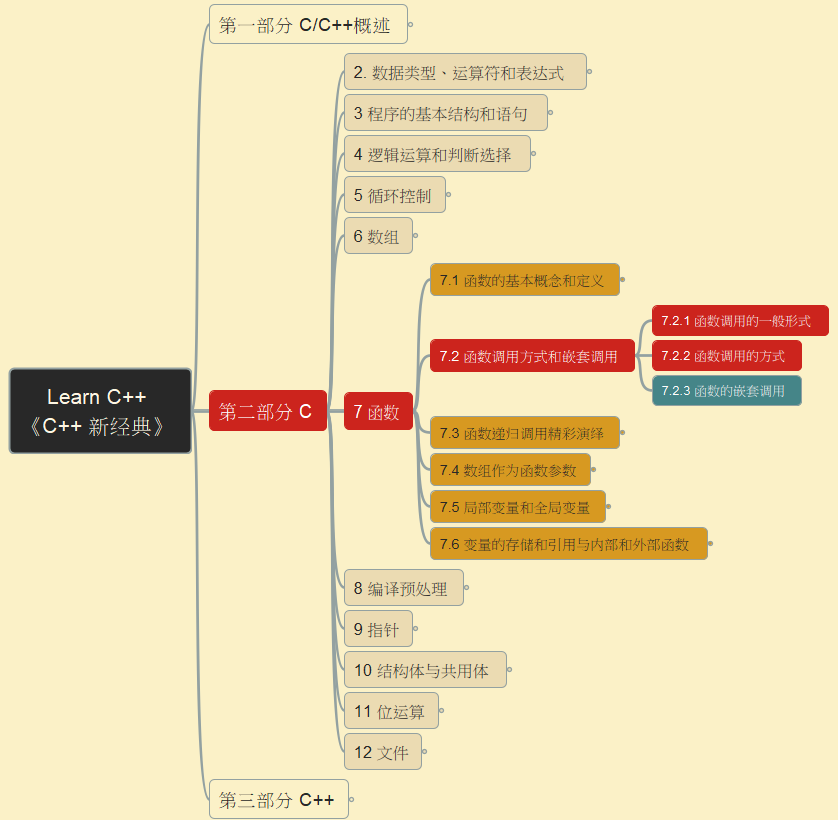 第一部分 C/C++概述
2. 数据类型、运算符和表达式
3 程序的基本结构和语句
4 逻辑运算和判断选择
5 循环控制
6 数组
7.1 函数的基本概念和定义
7.2.1 函数调用的一般形式
7.2 函数调用方式和嵌套调用
7.2.2 函数调用的方式
7.2.3 函数的嵌套调用
Learn C++
《C++ 新经典》
第二部分 C
7 函数
7.3 函数递归调用精彩演绎
7.4 数组作为函数参数
7.5 局部变量和全局变量
7.6 变量的存储和引用与内部和外部函数
8 编译预处理
9 指针
10 结构体与共用体
11 位运算
12 文件
第三部分 C++